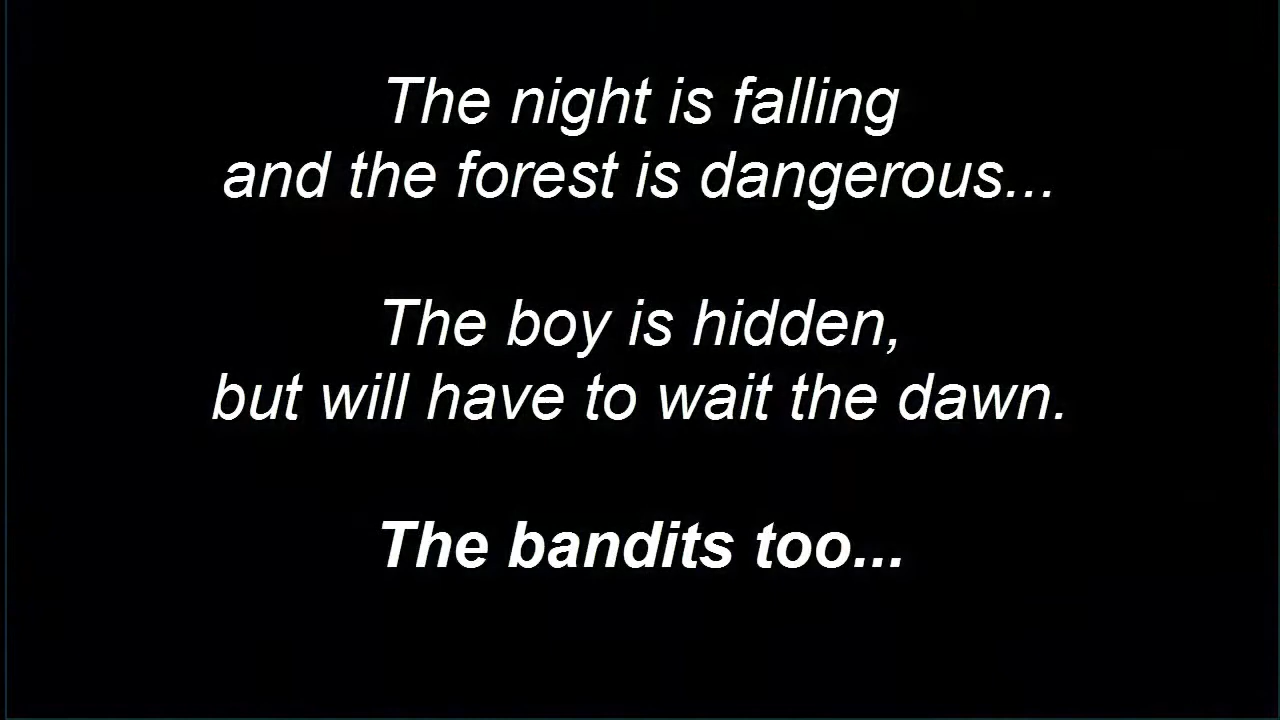 The night is falling
and the forest is dangerous...
The boy is hidden,
but will have to wait the dawn.
The bandits too...